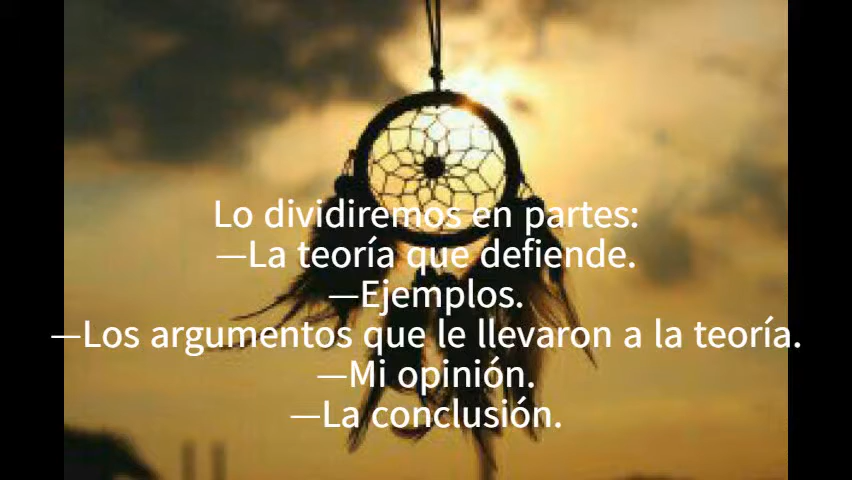 Lo dividiremos en partes:
—La teoría que defiende.
—Ejemplos.
—Los argumentos que le llevaron a la teoría.
—Mi opinión.
—La conclusión.